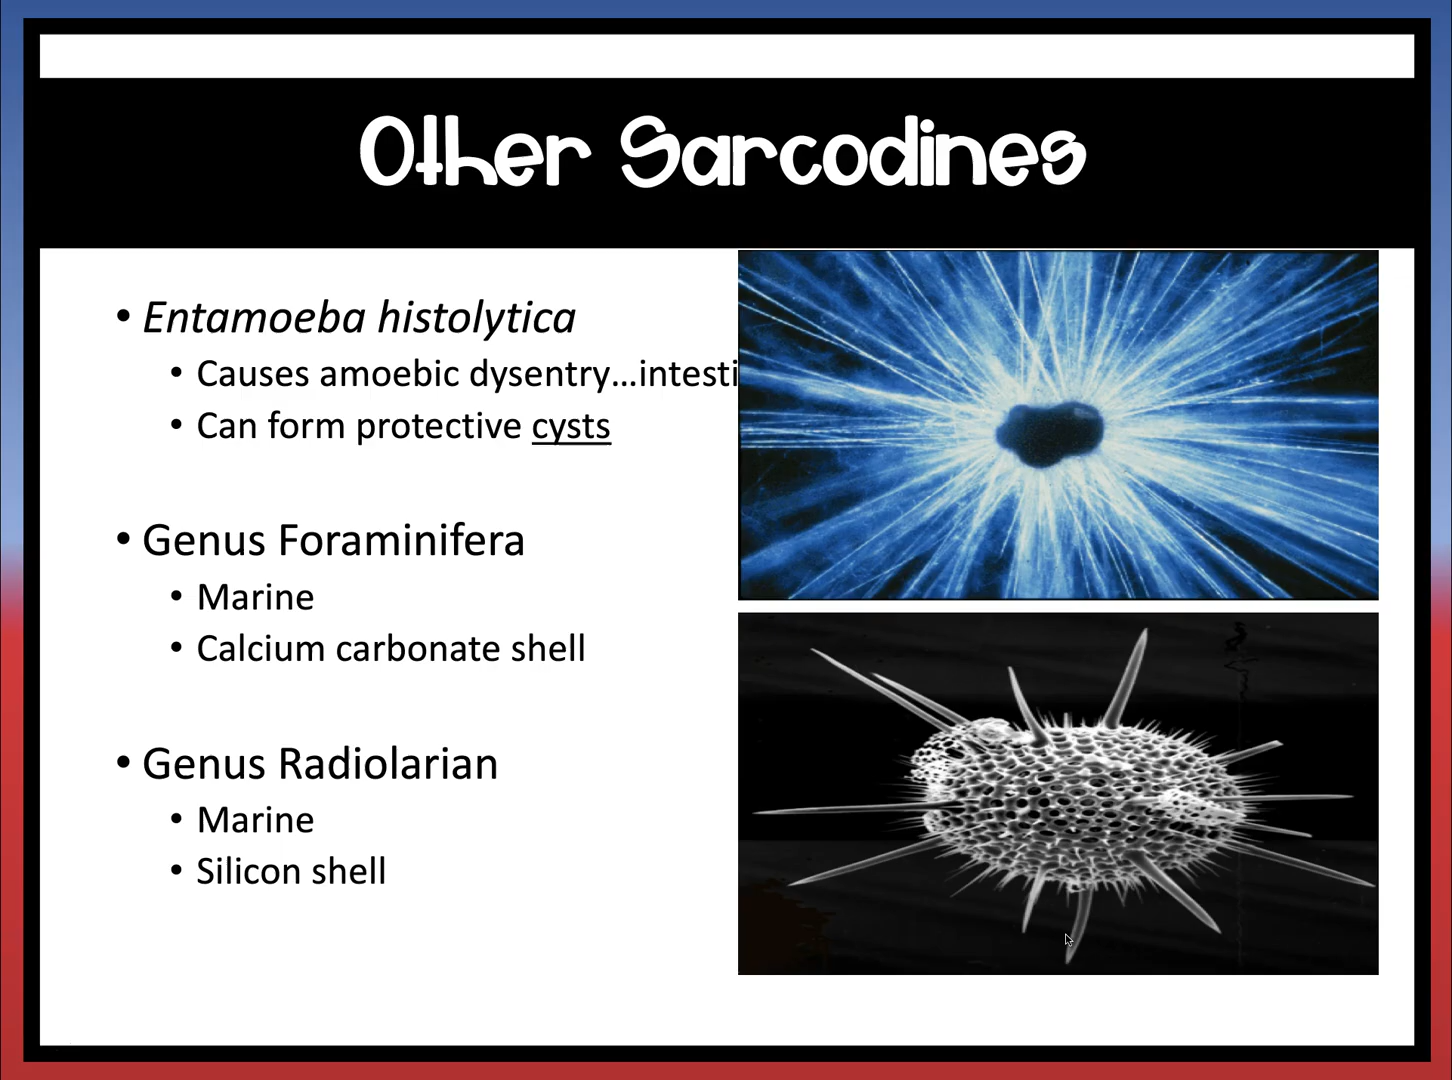 Other Sarcodines
• Entamoeba histolytica
• Causes amoebic dysentry...intesti
• Can form protective cysts
• Genus Foraminifera
• Marine
• Calcium carbonate shell
• Genus Radiolarian
• Marine
• Silicon shell